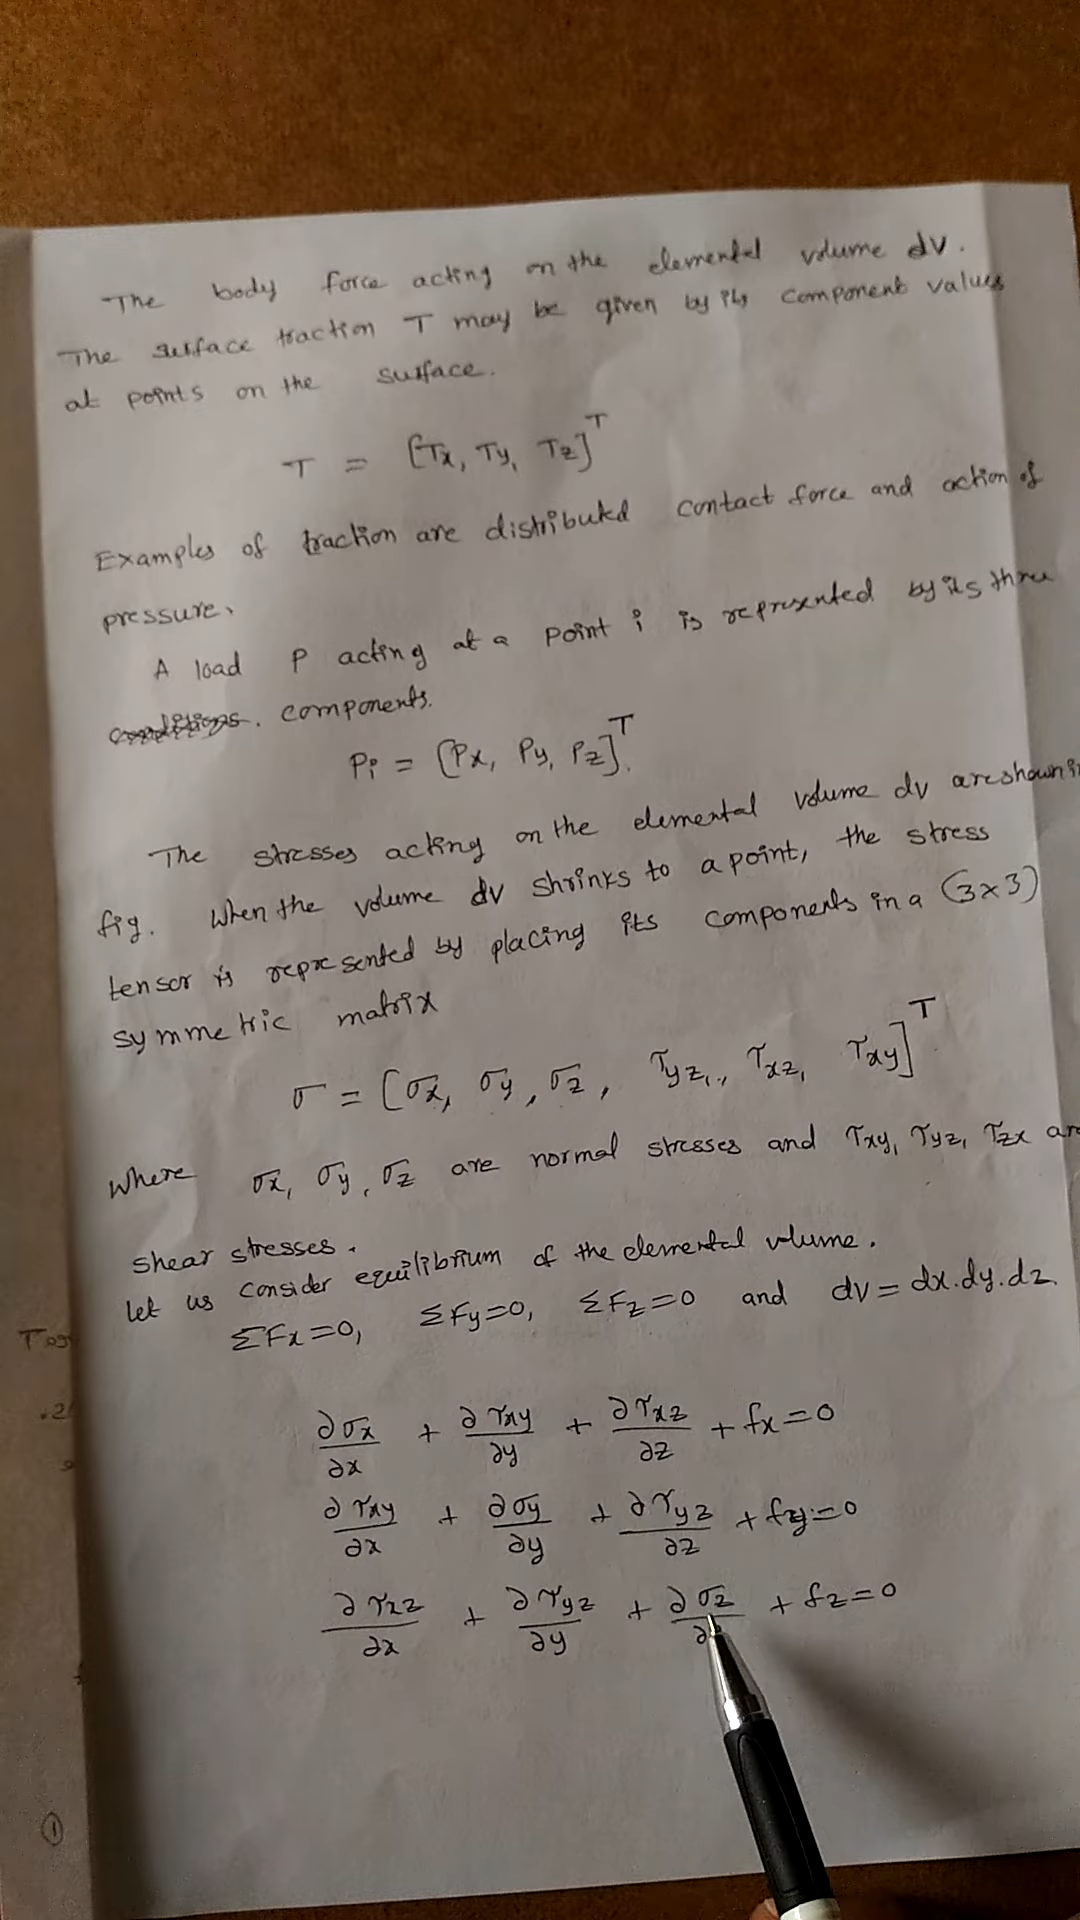 The body force acting on the elemental volume dv.
The surface traction T may be given by its component values
at points on the surface.
T = [Tx, Ty, Tz]^T
Examples of traction are distributed contact force and action of
pressure.
A load P acting at a point i is represented by its three
components.
Pi = [Px, Py, Pz]^T.
The stresses acting on the elemental volume dv are shown in
fig. When the volume dv shrinks to a point, the stress
tensor is represented by placing its components in a (3x3)
symmetric matrix
σ = [σx, σy, σz, τyz, τxz, τxy]^T
where σx, σy, σz are normal stresses and τxy, τyz, τzx are
shear stresses.
let us consider equilibrium of the elemental volume.
ΣFx=0, ΣFy=0, ΣFz=0 and dv = dx.dy.dz.
∂σx/∂x + ∂τxy/∂y + ∂τxz/∂z + fx=0
∂τxy/∂x + ∂σy/∂y + ∂τyz/∂z + fy=0
∂τxz/∂x + ∂τyz/∂y + ∂σz/∂ + fz=0
1